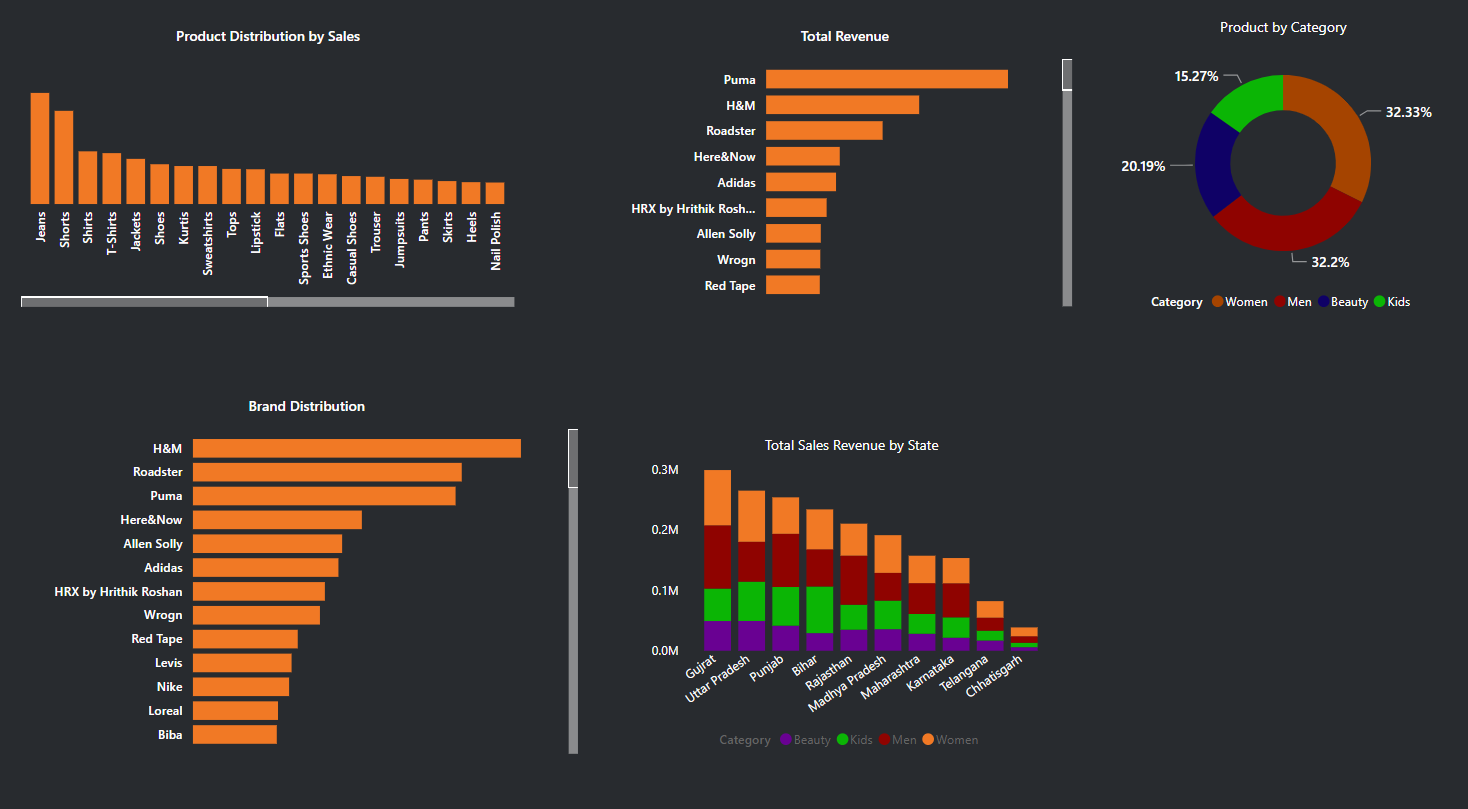 Product Distribution by Sales
Jeans
Shorts
Shirts
T-Shirts
Jackets
Shoes
Kurtis
Sweatshirts
Tops
Lipstick
Flats
Sports Shoes
Ethnic Wear
Casual Shoes
Trouser
Jumpsuits
Pants
Skirts
Heels
Nail Polish
Total Revenue
Puma
H&M
Roadster
Here&Now
Adidas
HRX by Hrithik Rosh...
Allen Solly
Wrogn
Red Tape
Product by Category
15.27%
32.33%
20.19%
32.2%
Category Women Men Beauty Kids
Brand Distribution
H&M
Roadster
Puma
Here&Now
Allen Solly
Adidas
HRX by Hrithik Roshan
Wrogn
Red Tape
Levis
Nike
Loreal
Biba
Total Sales Revenue by State
0.3M
0.2M
0.1M
0.0M
Gujrat
Uttar Pradesh
Punjab
Bihar
Rajasthan
Madhya Pradesh
Maharashtra
Karnataka
Telangana
Chhatisgarh
Category Beauty Kids Men Women